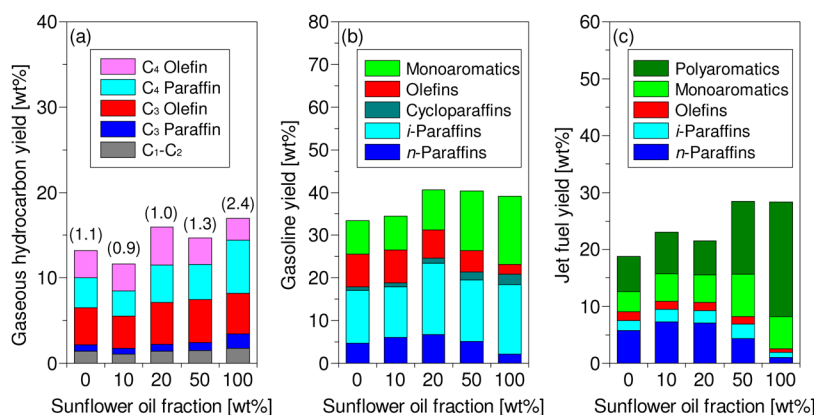 (a)
Gaseous hydrocarbon yield [wt%]
40
30
20
10
0
C₄ Olefin
C₄ Paraffin
C₃ Olefin
C₃ Paraffin
C₁-C₂
(1.1)
(0.9)
(1.0)
(1.3)
(2.4)
0 10 20 50 100
Sunflower oil fraction [wt%]
(b)
Gasoline yield [wt%]
80
70
60
50
40
30
20
10
0
Monoaromatics
Olefins
Cycloparaffins
i-Paraffins
n-Paraffins
0 10 20 50 100
Sunflower oil fraction [wt%]
(c)
Jet fuel yield [wt%]
60
50
40
30
20
10
0
Polyaromatics
Monoaromatics
Olefins
i-Paraffins
n-Paraffins
0 10 20 50 100
Sunflower oil fraction [wt%]